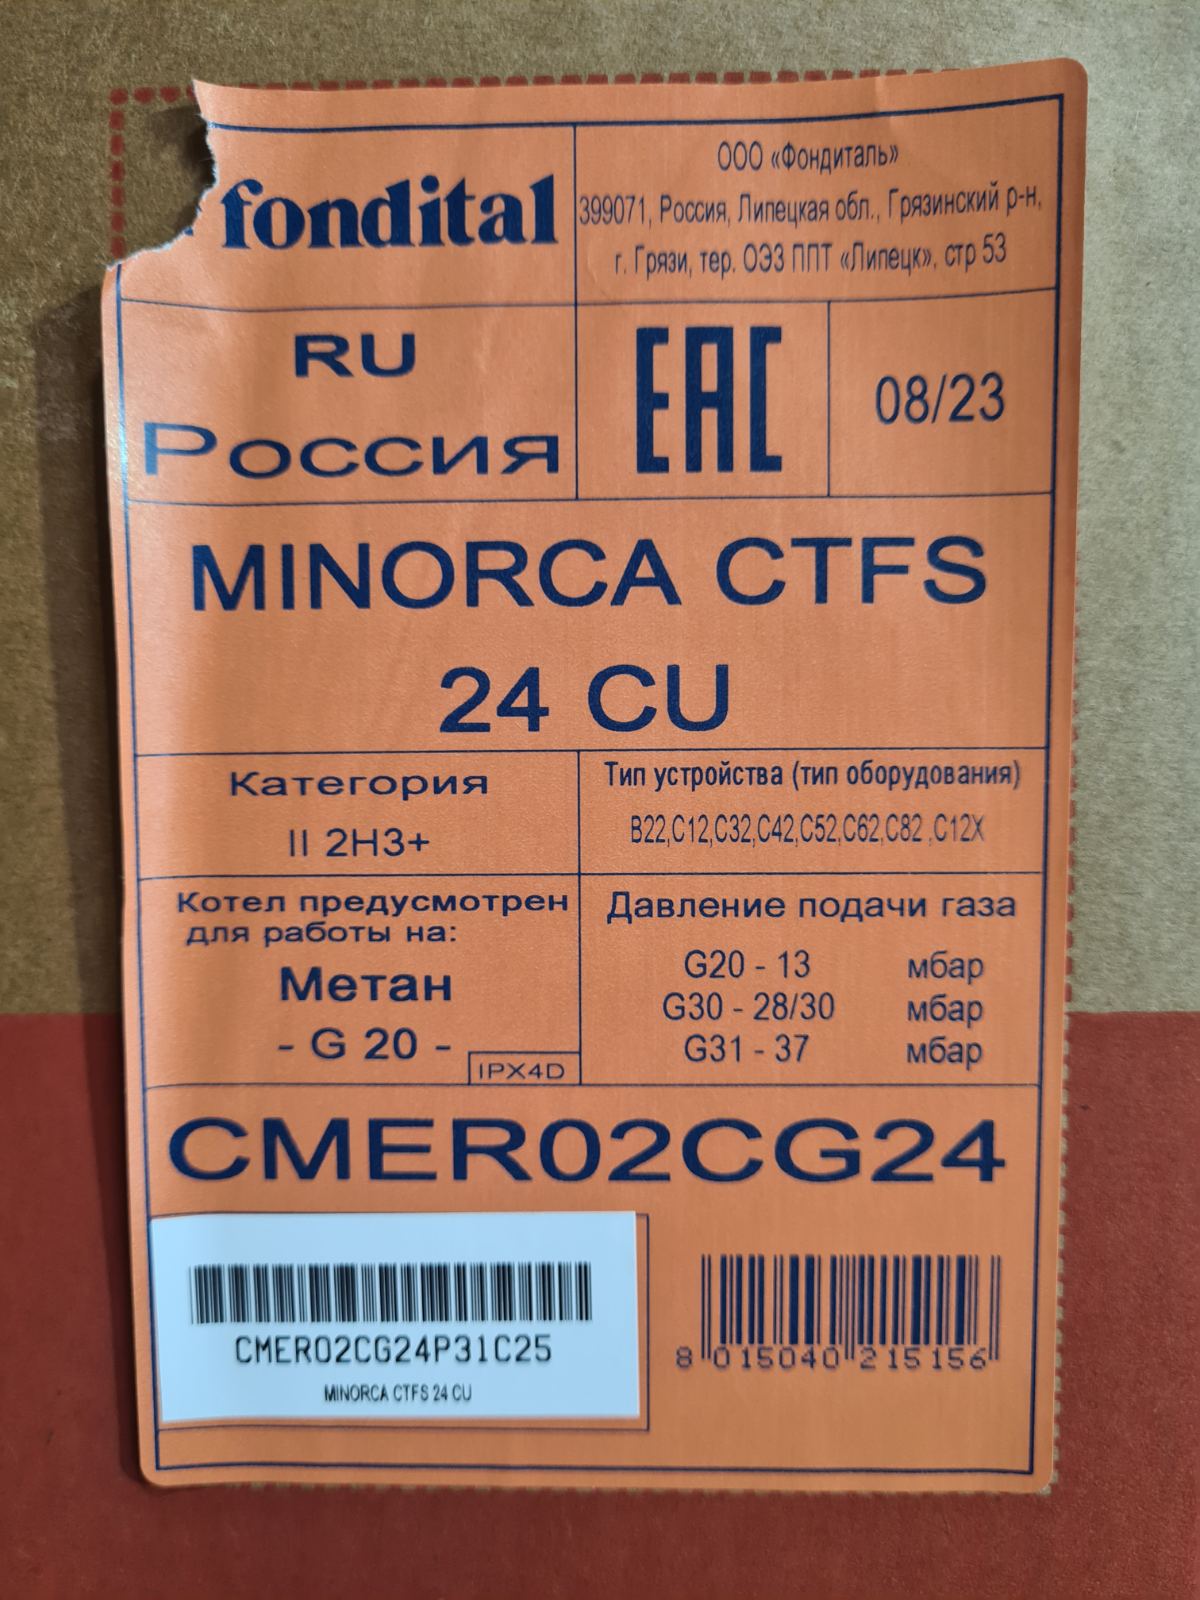 fondital
ООО «Фондиталь»
399071, Россия, Липецкая обл., Грязинский р-н,
г. Грязи, тер. ОЭЗ ППТ «Липецк», стр 53
RU
Россия
EAC
08/23
MINORCA CTFS
24 CU
Категория
II 2H3+
Тип устройства (тип оборудования)
B22,C12,C32,C42,C52,C62,C82 ,C12X
Котел предусмотрен
для работы на:
Метан
- G 20 -
IPX4D
Давление подачи газа
G20 - 13 мбар
G30 - 28/30 мбар
G31 - 37 мбар
CMER02CG24
CMER02CG24P31C25
MINORCA CTFS 24 CU
8 015040 215156